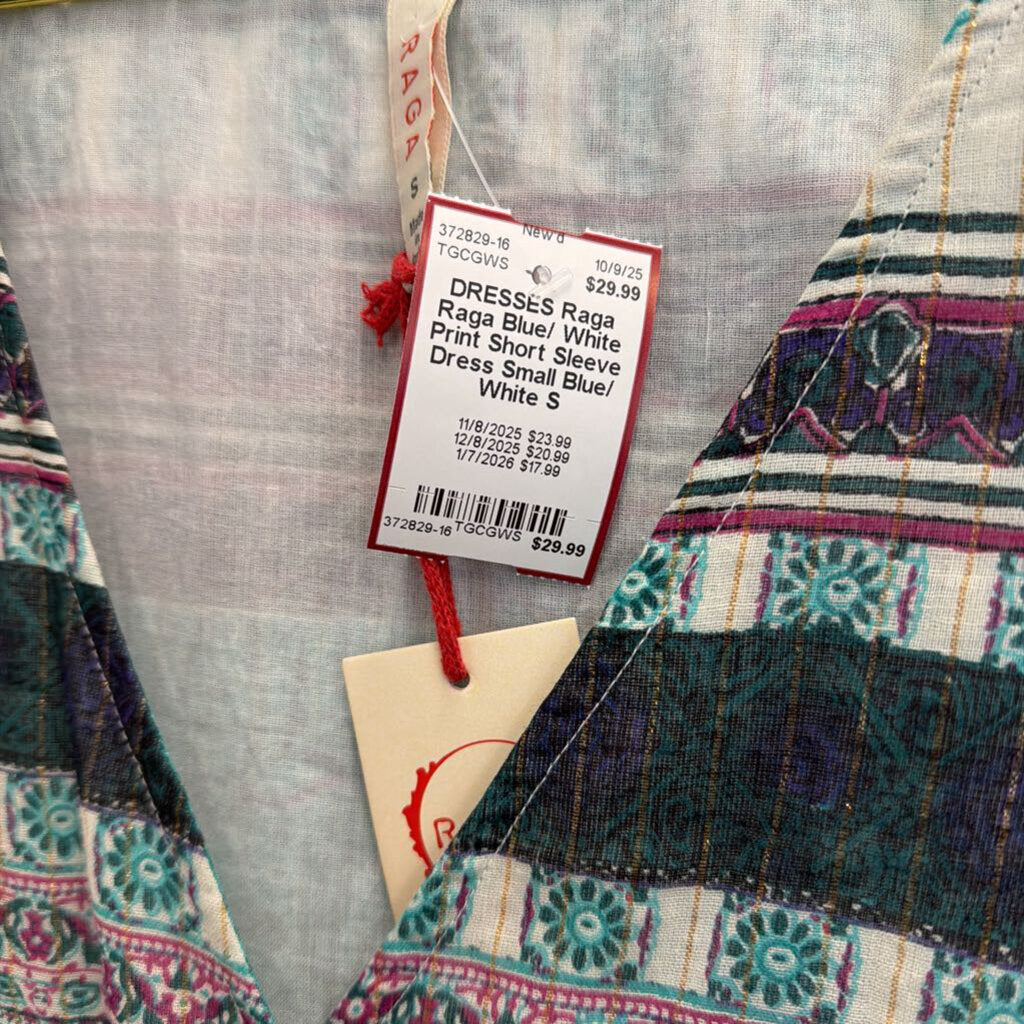 RAGA
S
Made
372829-16
New d
TGCGWS
10/9/25
$29.99
DRESSES Raga
Raga Blue/ White
Print Short Sleeve
Dress Small Blue/
White S
11/8/2025 $23.99
12/8/2025 $20.99
1/7/2026 $17.99
372829-16 TGCGWS $29.99
R